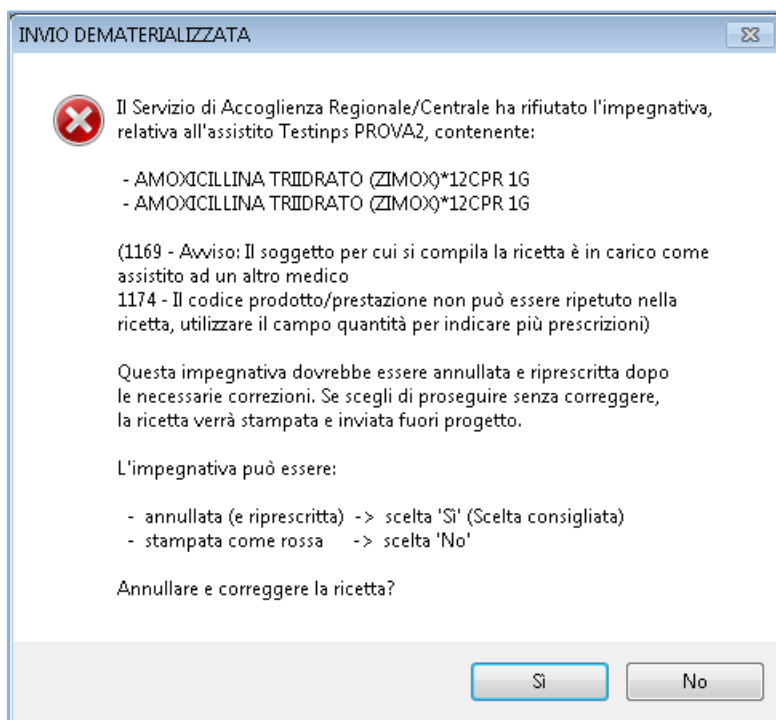 INVIO DEMATERIALIZZATA
Il Servizio di Accoglienza Regionale/Centrale ha rifiutato l'impegnativa,
relativa all'assistito Testinps PROVA2, contenente:
- AMOXICILLINA TRIIDRATO (ZIMOX)*12CPR 1G
- AMOXICILLINA TRIIDRATO (ZIMOX)*12CPR 1G
(1169 - Avviso: Il soggetto per cui si compila la ricetta è in carico come
assistito ad un altro medico
1174 - Il codice prodotto/prestazione non può essere ripetuto nella
ricetta, utilizzare il campo quantità per indicare più prescrizioni)
Questa impegnativa dovrebbe essere annullata e riprescritta dopo
le necessarie correzioni. Se scegli di proseguire senza correggere,
la ricetta verrà stampata e inviata fuori progetto.
L'impegnativa può essere:
- annullata (e riprescritta) -> scelta 'Sì' (Scelta consigliata)
- stampata come rossa -> scelta 'No'
Annullare e correggere la ricetta?
Sì No